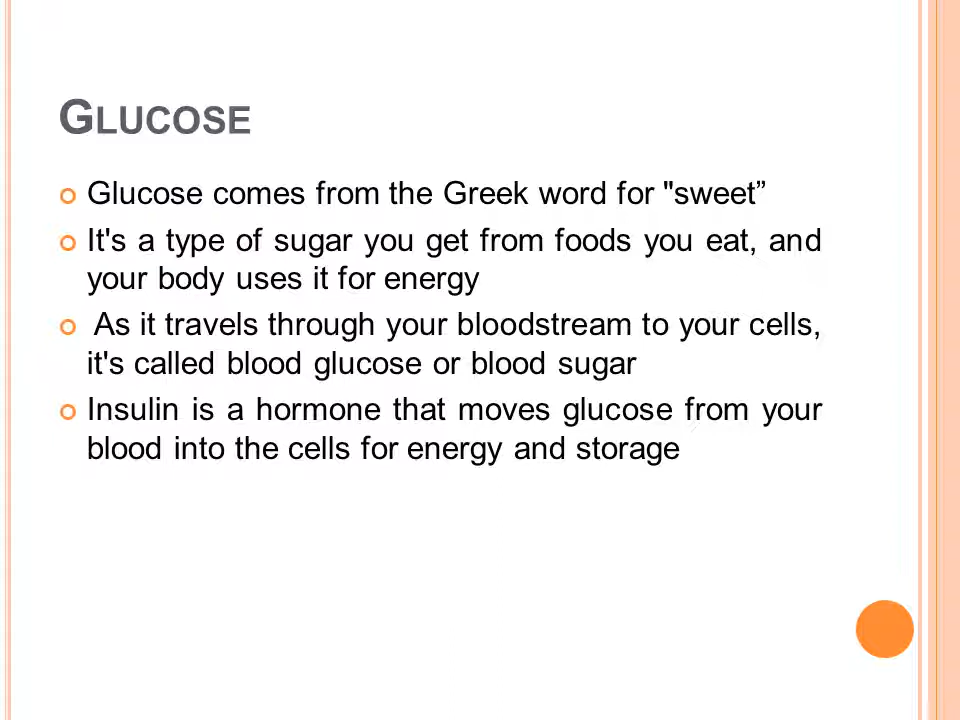 GLUCOSE
Glucose comes from the Greek word for "sweet”
It's a type of sugar you get from foods you eat, and
your body uses it for energy
As it travels through your bloodstream to your cells,
it's called blood glucose or blood sugar
Insulin is a hormone that moves glucose from your
blood into the cells for energy and storage